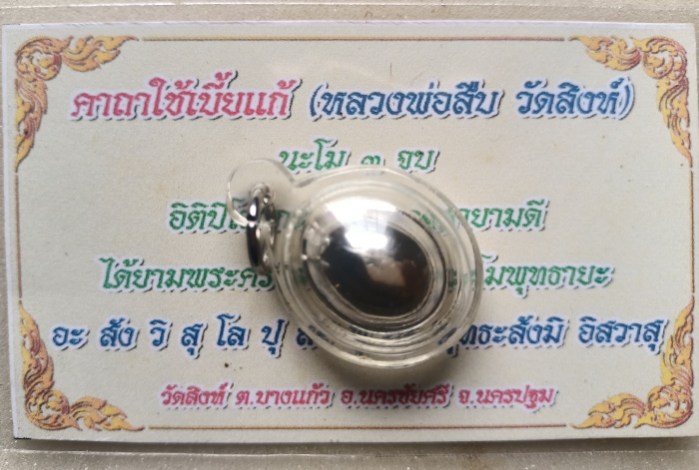 คาถาใช้เบี้ยแก้ (หลวงพ่อสืบ วัดสิงห์)
นะโม ๓ จบ
อิติปิ ยามดี
ได้ยามพระ โมพุทธายะ
อะ สัง วิ สุ โล ปุ พุทธะสังมิ อิสวาสุ
วัดสิงห์ ต.บางแก้ว อ.นครชัยศรี จ.นครปฐม